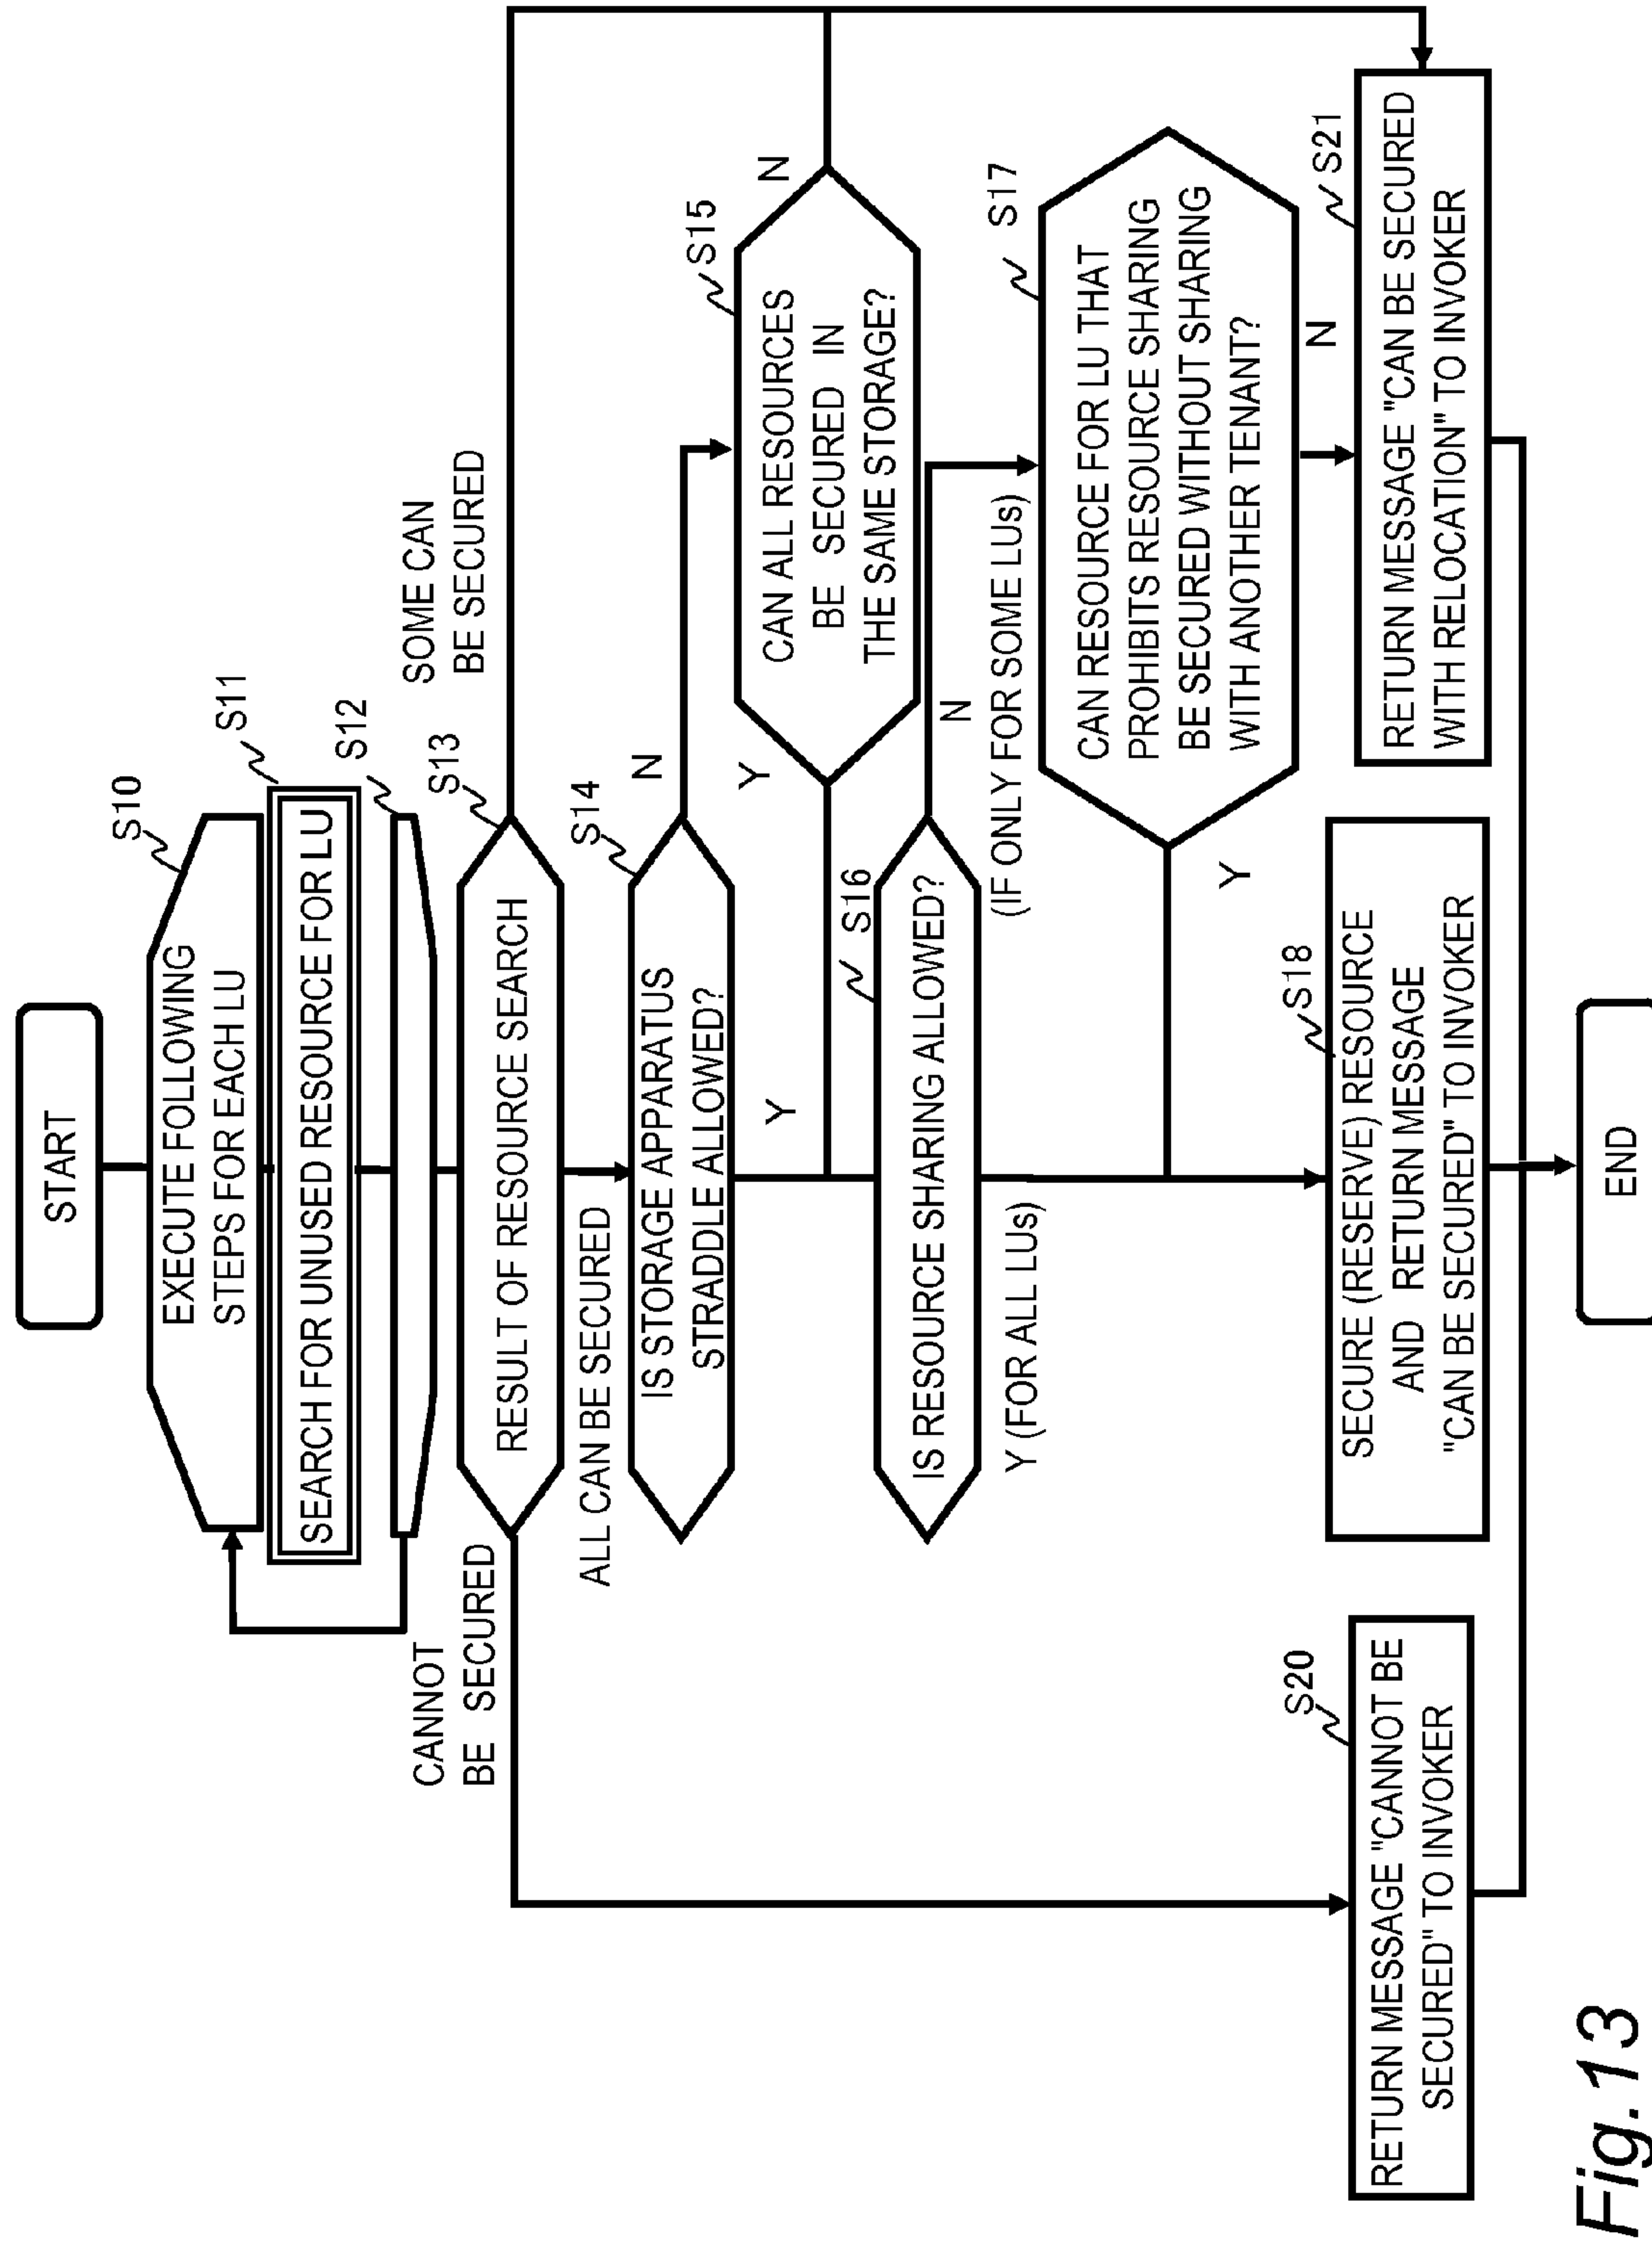 START
S10
EXECUTE FOLLOWING
STEPS FOR EACH LU
S11
SEARCH FOR UNUSED RESOURCE FOR LU
S12
S13
CANNOT
BE SECURED
RESULT OF RESOURCE SEARCH
SOME CAN
BE SECURED
ALL CAN BE SECURED
S14
IS STORAGE APPARATUS
STRADDLE ALLOWED?
N
Y
S15
CAN ALL RESOURCES
BE SECURED IN
THE SAME STORAGE?
Y
N
S16
IS RESOURCE SHARING ALLOWED?
N
(IF ONLY FOR SOME LUs)
Y (FOR ALL LUs)
S17
CAN RESOURCE FOR LU THAT
PROHIBITS RESOURCE SHARING
BE SECURED WITHOUT SHARING
WITH ANOTHER TENANT?
Y
N
S20
RETURN MESSAGE "CANNOT BE
SECURED" TO INVOKER
S18
SECURE (RESERVE) RESOURCE
AND RETURN MESSAGE
"CAN BE SECURED" TO INVOKER
S21
RETURN MESSAGE "CAN BE SECURED
WITH RELOCATION" TO INVOKER
END
Fig.13